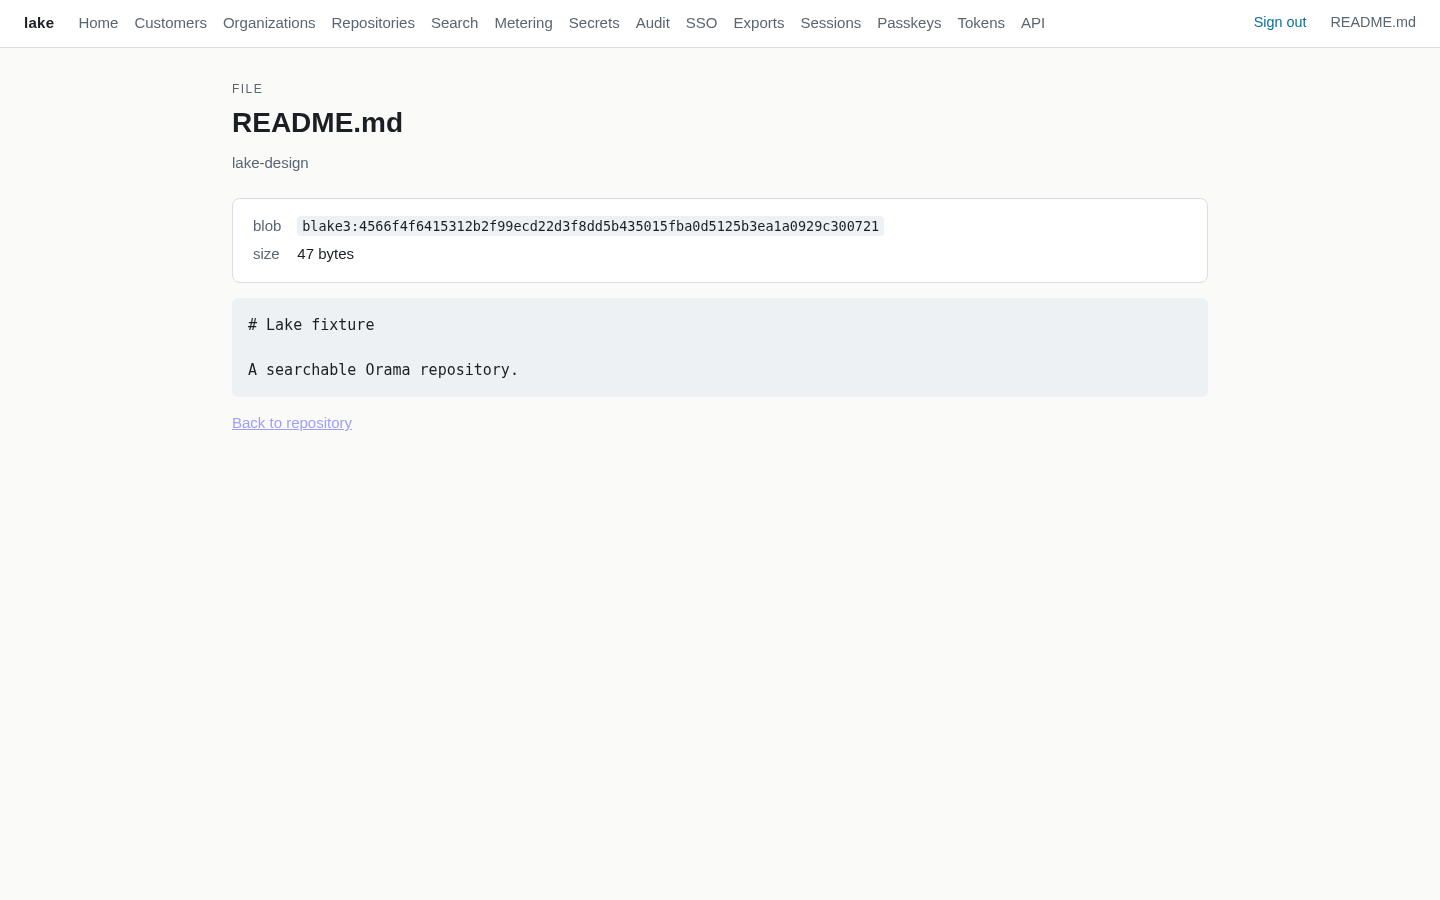 lake Home Customers Organizations Repositories Search Metering Secrets Audit SSO Exports Sessions Passkeys Tokens API Sign out README.md
FILE
README.md
lake-design
blob blake3:4566f4f6415312b2f99ecd22d3f8dd5b435015fba0d5125b3ea1a0929c300721
size 47 bytes
# Lake fixture
A searchable Orama repository.
Back to repository